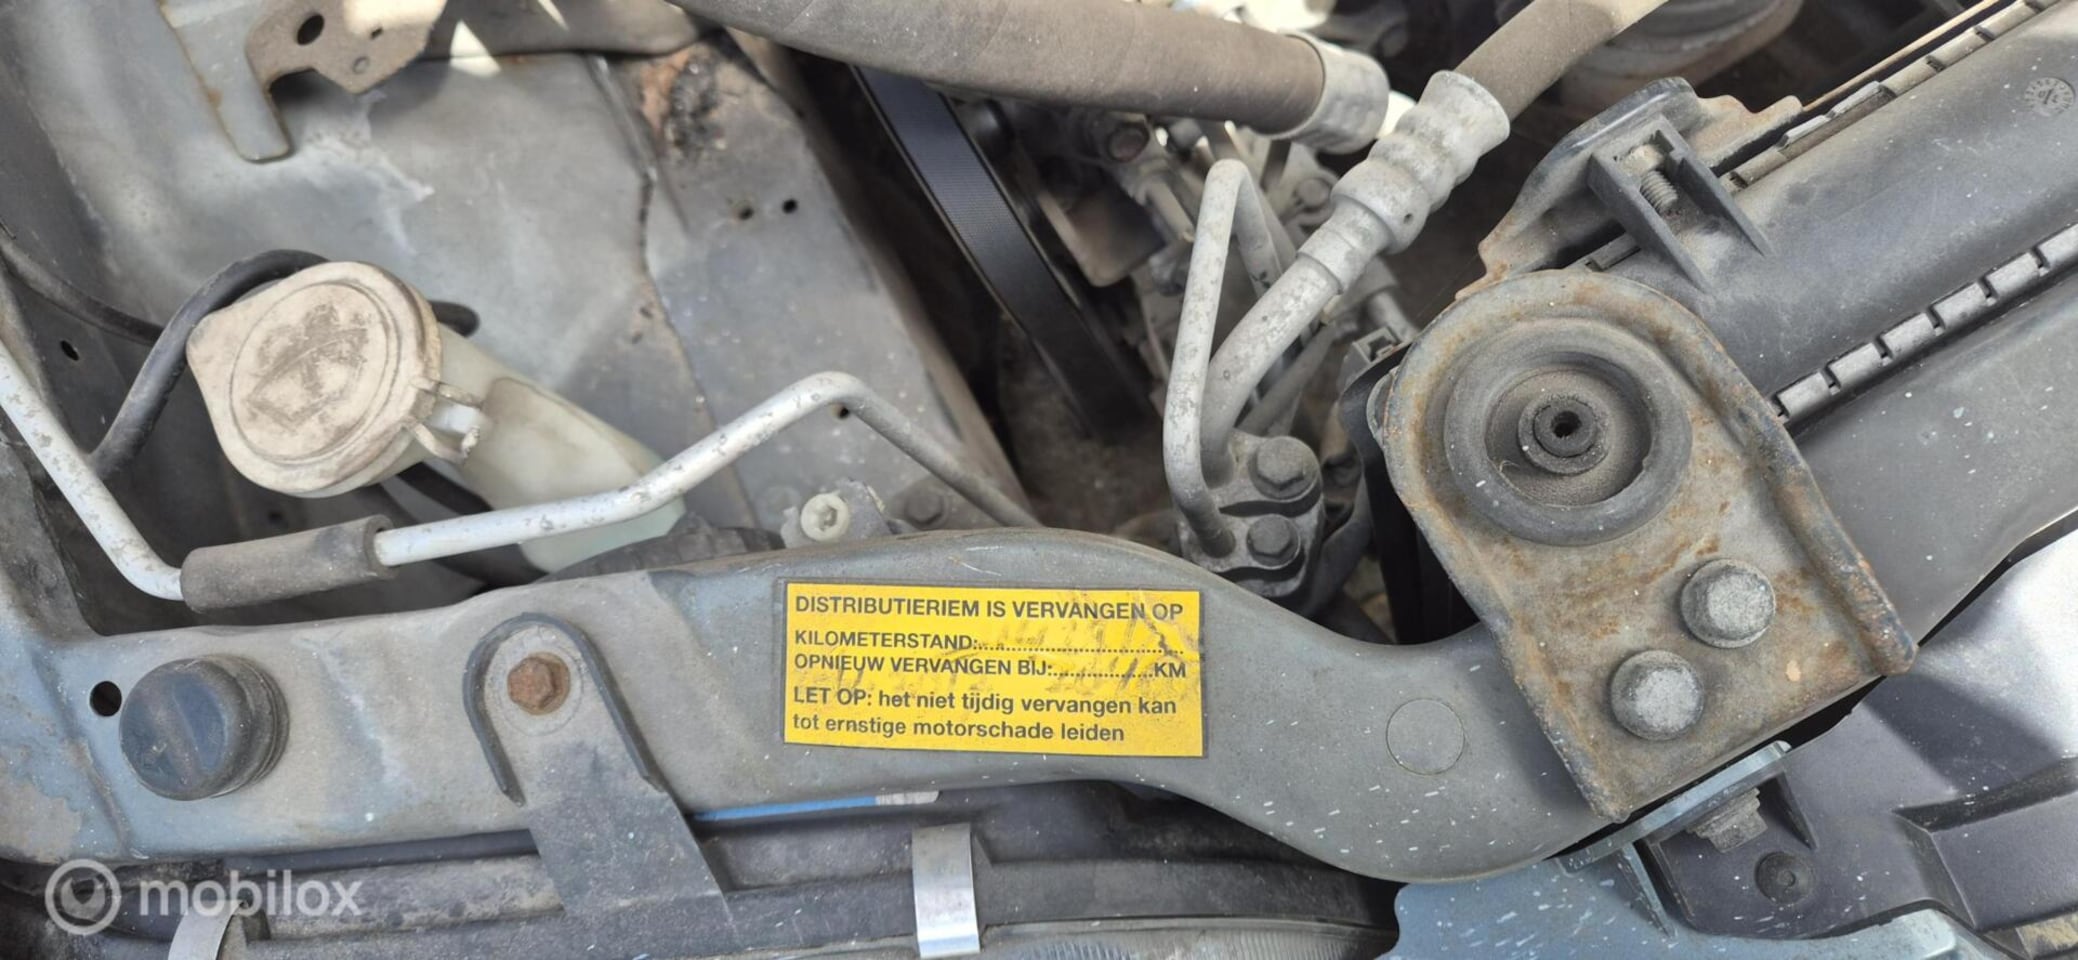 DISTRIBUTIERIEM IS VERVANGEN OP
KILOMETERSTAND:...................................
OPNIEUW VERVANGEN BIJ:...................KM
LET OP: het niet tijdig vervangen kan
tot ernstige motorschade leiden
mobilox